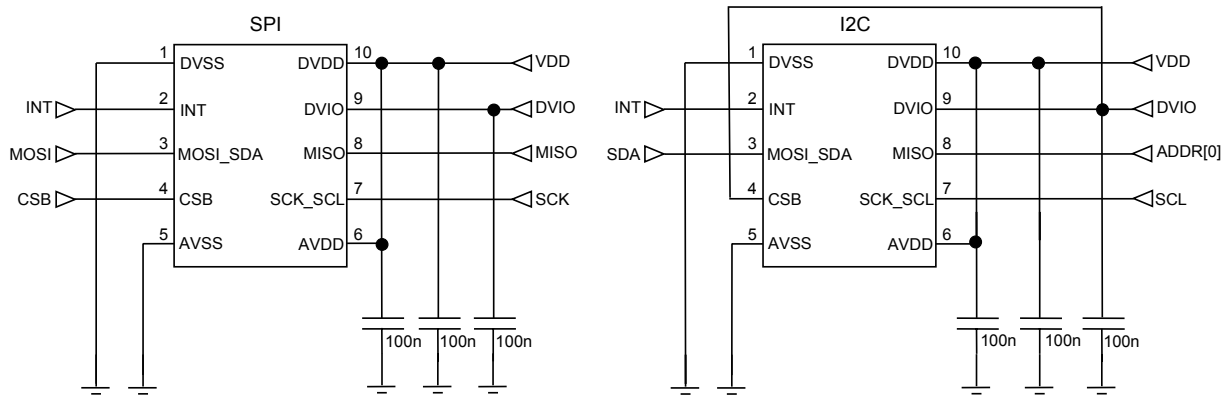 SPI
1 DVSS DVDD 10 VDD
INT 2 INT DVIO 9 DVIO
MOSI 3 MOSI_SDA MISO 8 MISO
CSB 4 CSB SCK_SCL 7 SCK
5 AVSS AVDD 6
100n 100n 100n
I2C
1 DVSS DVDD 10 VDD
INT 2 INT DVIO 9 DVIO
SDA 3 MOSI_SDA MISO 8 ADDR[0]
4 CSB SCK_SCL 7 SCL
5 AVSS AVDD 6
100n 100n 100n